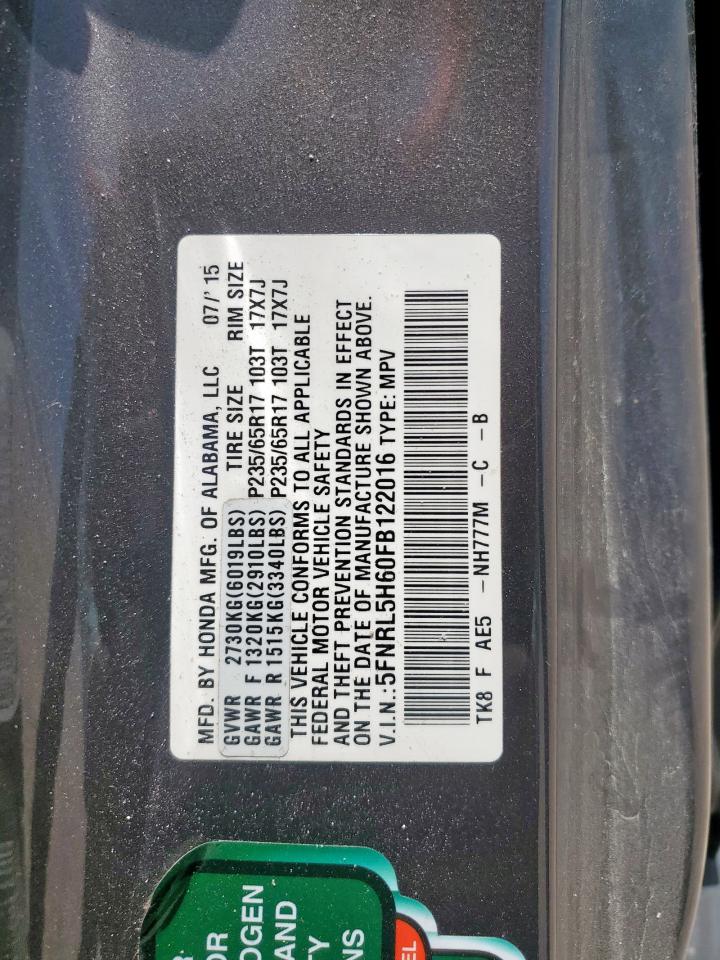 MFD. BY HONDA MFG. OF ALABAMA, LLC 07/'15
GVWR 2730KG(6019LBS) TIRE SIZE RIM SIZE
GAWR F 1320KG(2910LBS) P235/65R17 103T 17X7J
GAWR R 1515KG(3340LBS) P235/65R17 103T 17X7J
THIS VEHICLE CONFORMS TO ALL APPLICABLE
FEDERAL MOTOR VEHICLE SAFETY
AND THEFT PREVENTION STANDARDS IN EFFECT
ON THE DATE OF MANUFACTURE SHOWN ABOVE.
V.I.N.:5FNRL5H60FB122016 TYPE: MPV
TK8 F AE5 -NH777M -C -B
OR
OGEN
AND
TY
NS
EL